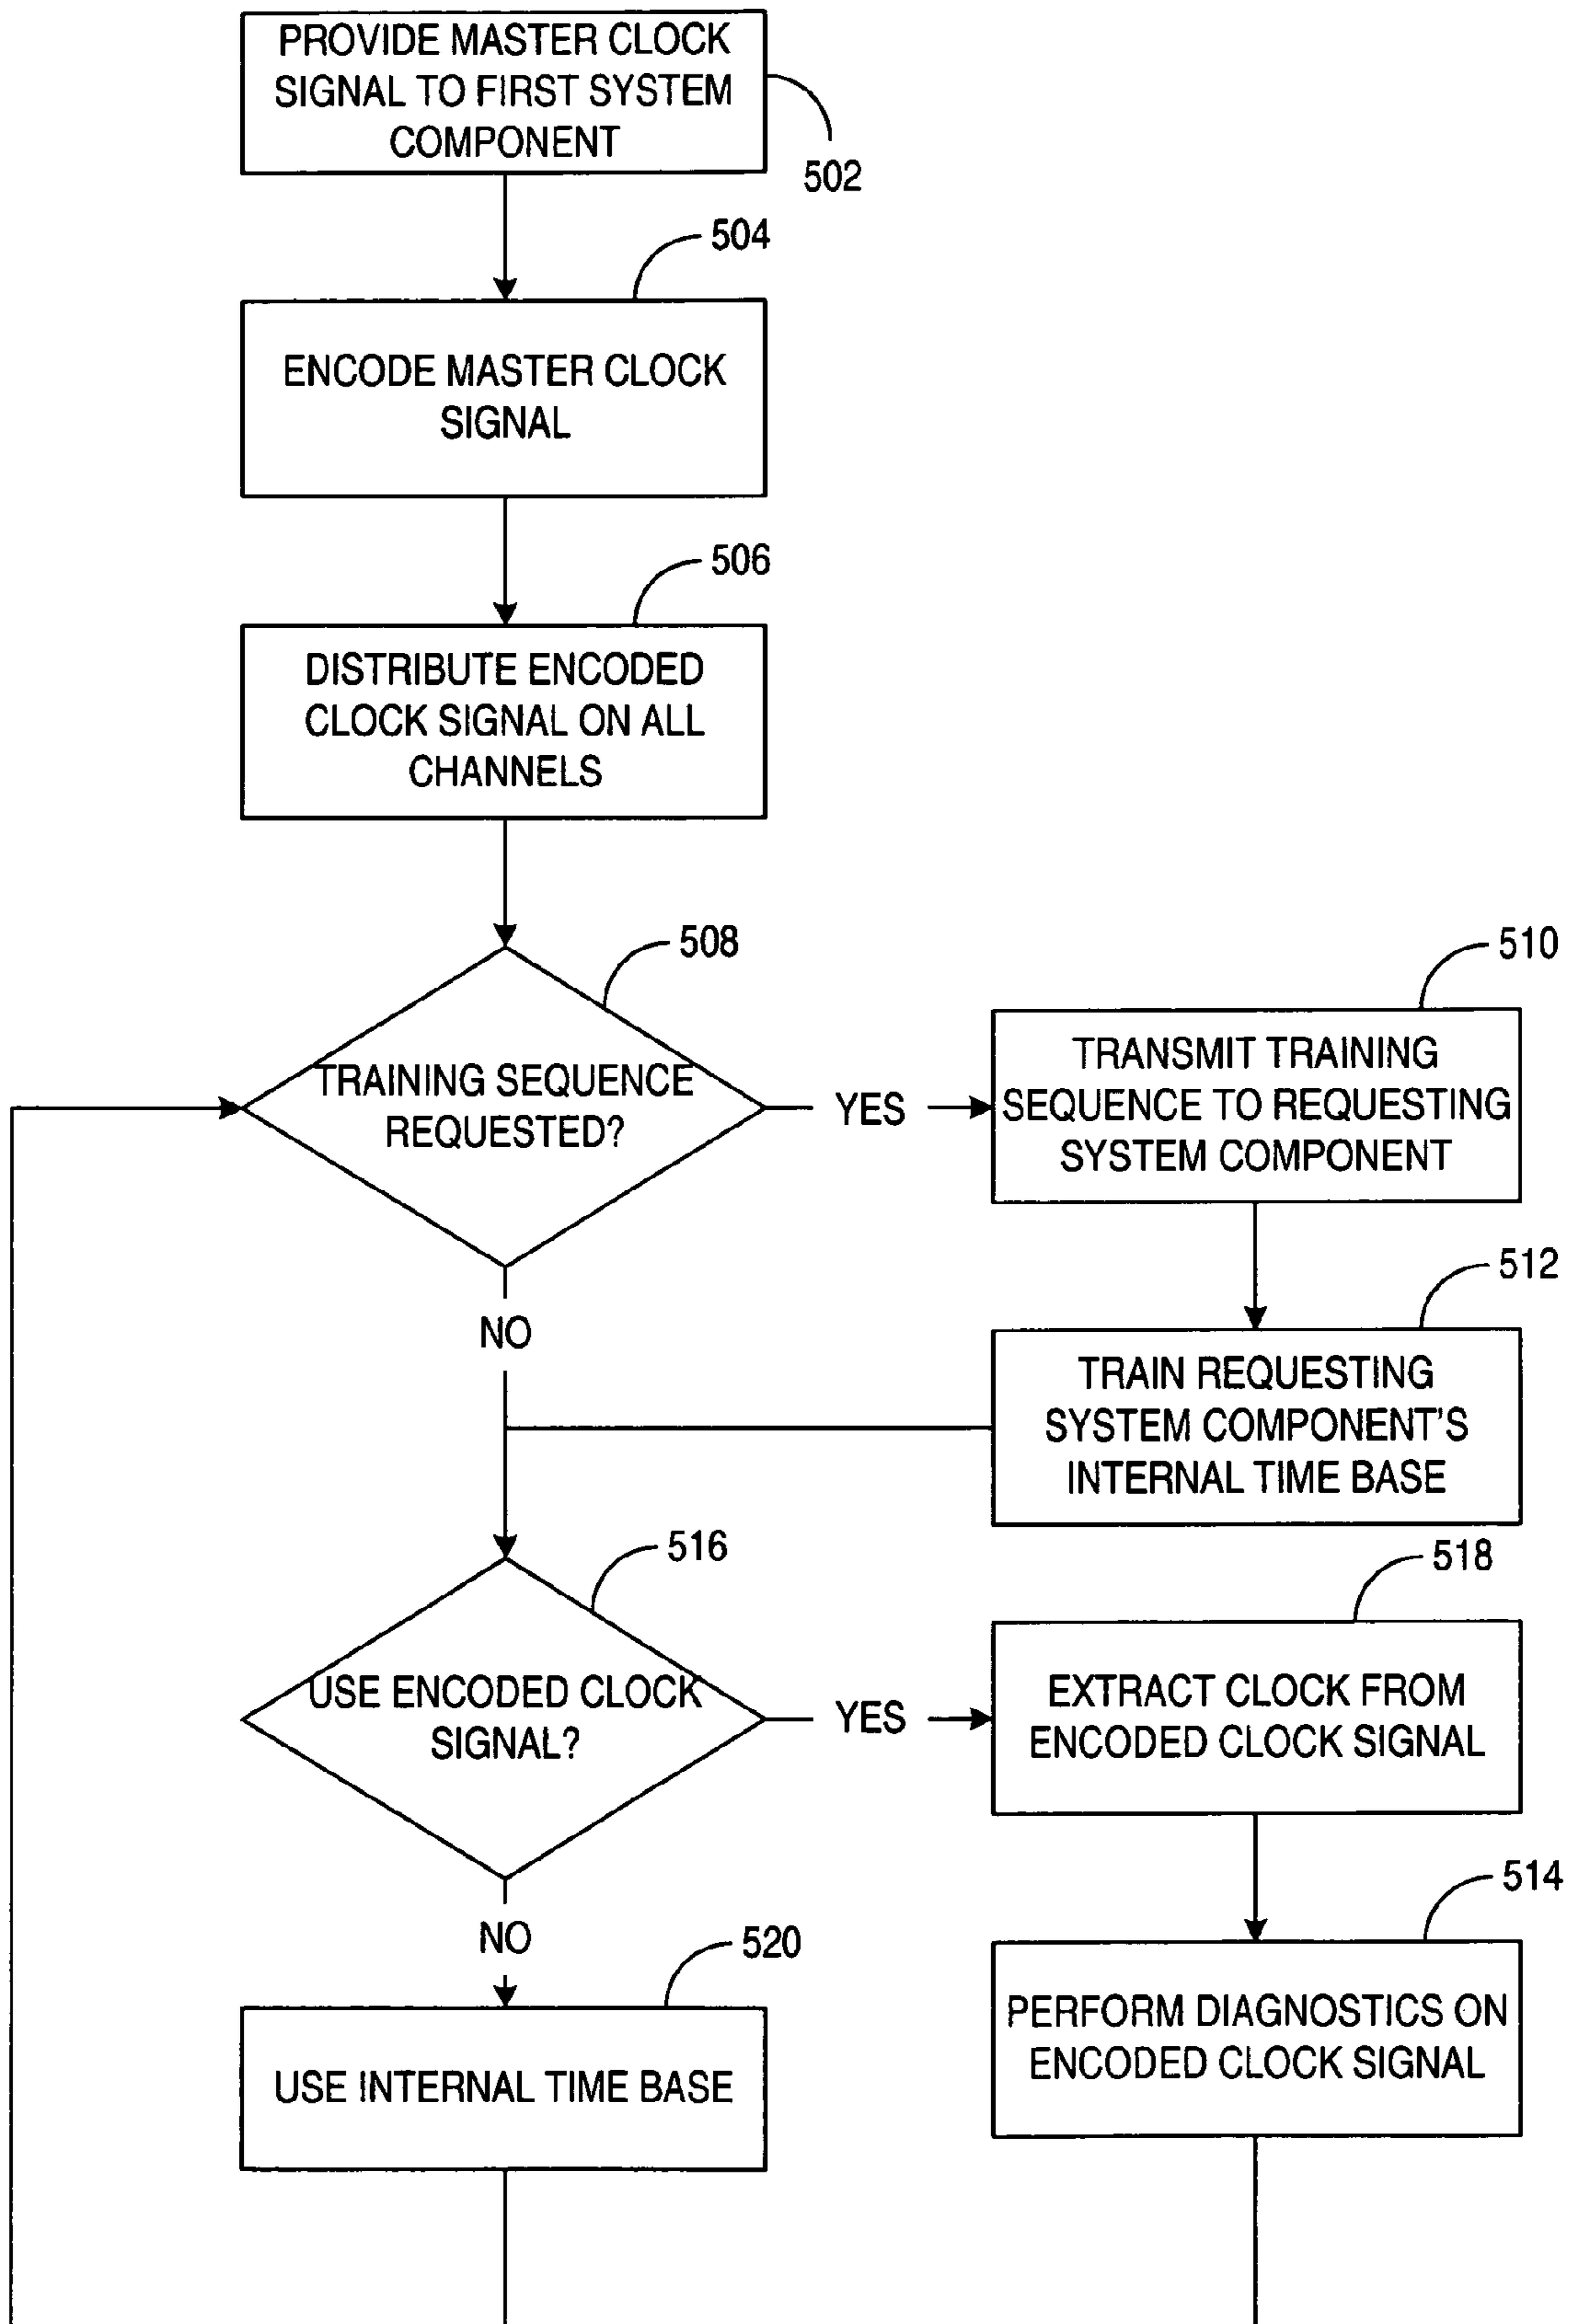 PROVIDE MASTER CLOCK
SIGNAL TO FIRST SYSTEM
COMPONENT
502
504
ENCODE MASTER CLOCK
SIGNAL
506
DISTRIBUTE ENCODED
CLOCK SIGNAL ON ALL
CHANNELS
508
TRAINING SEQUENCE
REQUESTED?
YES
510
TRANSMIT TRAINING
SEQUENCE TO REQUESTING
SYSTEM COMPONENT
NO
512
TRAIN REQUESTING
SYSTEM COMPONENT'S
INTERNAL TIME BASE
516
USE ENCODED CLOCK
SIGNAL?
YES
518
EXTRACT CLOCK FROM
ENCODED CLOCK SIGNAL
NO
514
PERFORM DIAGNOSTICS ON
ENCODED CLOCK SIGNAL
520
USE INTERNAL TIME BASE